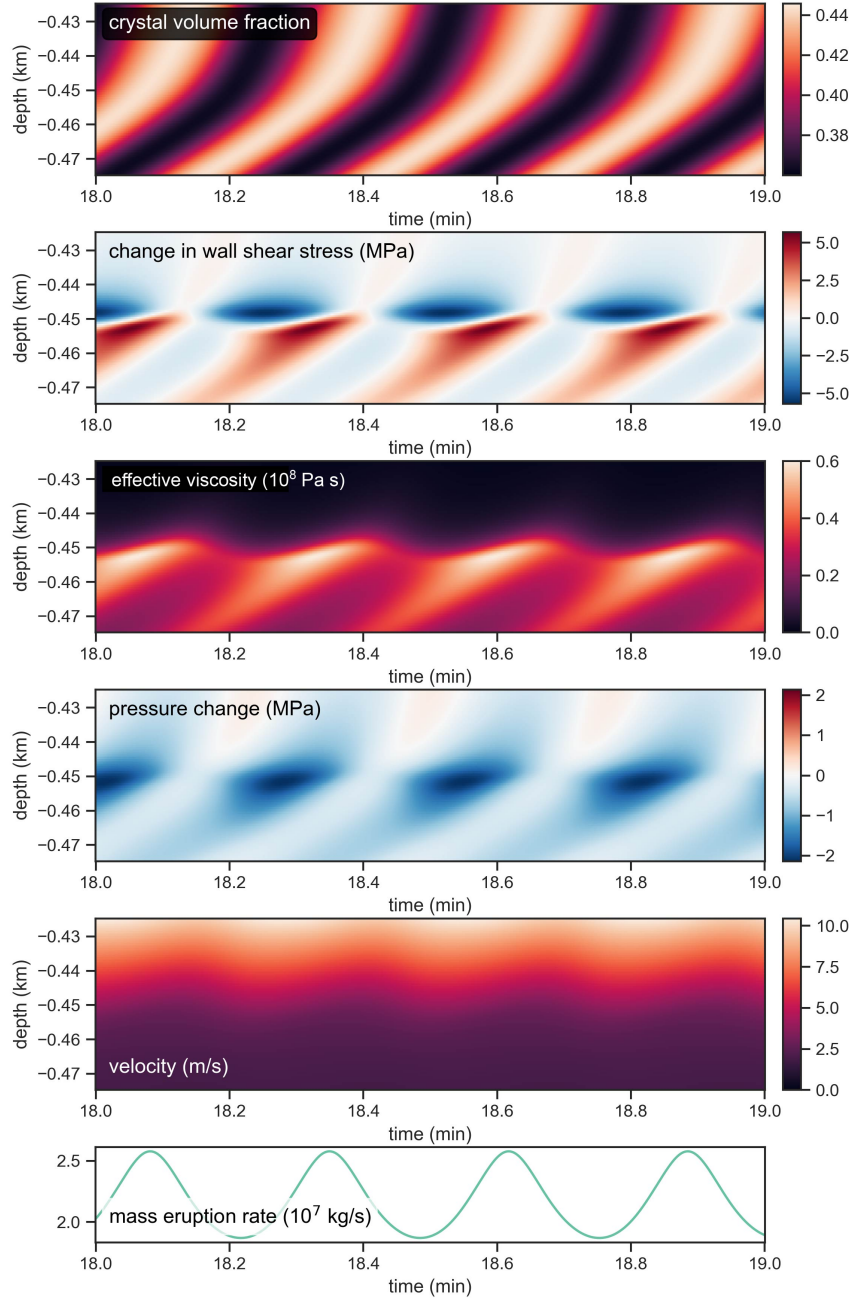 crystal volume fraction
depth (km)
−0.43
−0.44
−0.45
−0.46
−0.47
0.44
0.40
0.38
18.0 18.2 18.4 18.6 18.8 19.0
time (min)
change in wall shear stress (MPa)
depth (km)
−0.43
−0.44
−0.45
−0.46
−0.47
5.0
2.5
0.0
−2.5
−5.0
18.0 18.2 18.4 18.6 18.8 19.0
time (min)
effective viscosity (10⁸ Pa s)
depth (km)
−0.43
−0.44
−0.45
−0.46
−0.47
0.6
0.4
0.2
0.0
18.0 18.2 18.4 18.6 18.8 19.0
time (min)
pressure change (MPa)
depth (km)
−0.43
−0.44
−0.45
−0.46
−0.47
2
1
0
−1
−2
18.0 18.2 18.4 18.6 18.8 19.0
time (min)
depth (km)
−0.43
−0.44
−0.45
−0.46
−0.47
velocity (m/s)
10.0
7.5
5.0
2.5
0.0
18.0 18.2 18.4 18.6 18.8 19.0
time (min)
2.5
2.0
mass eruption rate (10⁷ kg/s)
18.0 18.2 18.4 18.6 18.8 19.0
time (min)